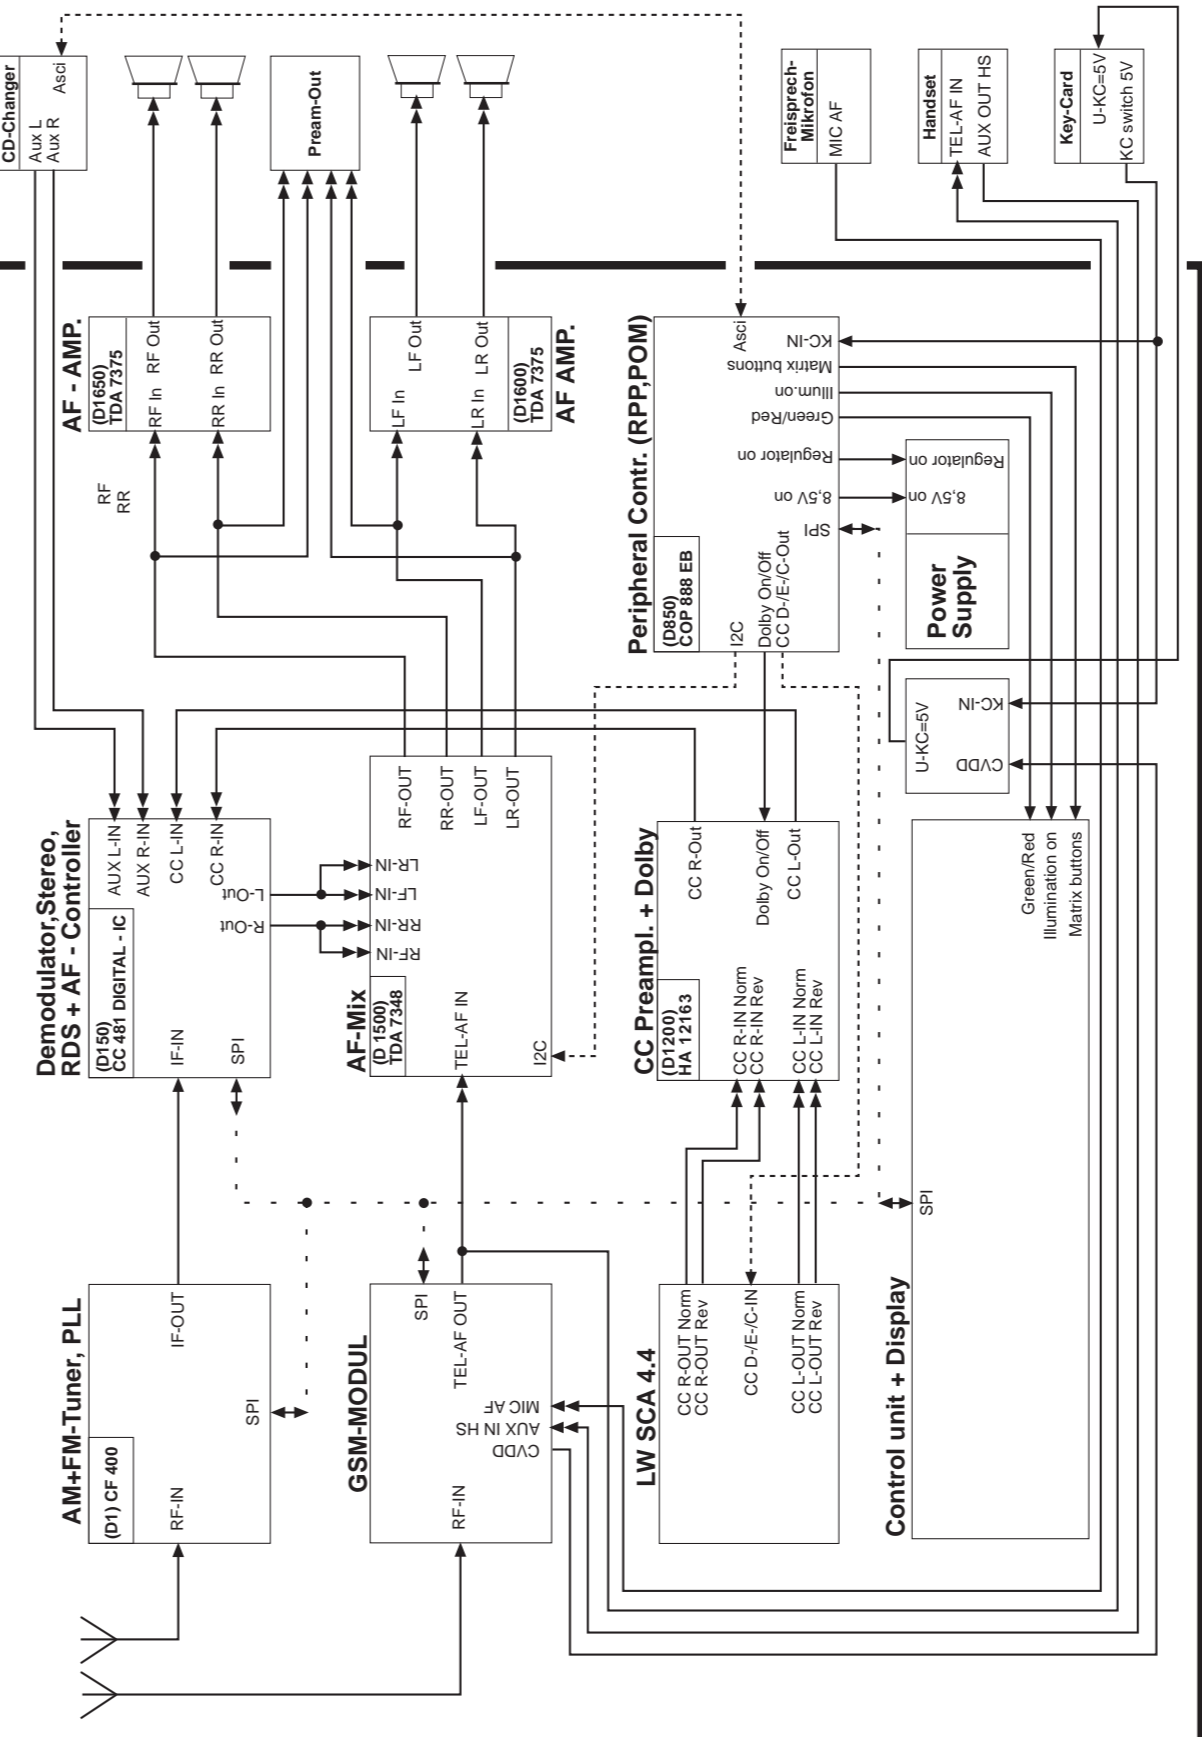 CD-Changer
Aux L
Aux R
Asci
Pream-Out
Freisprech-
Mikrofon
MIC AF
Handset
TEL-AF IN
AUX OUT HS
Key-Card
U-KC=5V
KC switch 5V
AF - AMP.
(D1650)
TDA 7375
RF In
RF Out
RR In
RR Out
RF
RR
LF In
LF Out
LR In
LR Out
(D1600)
TDA 7375
AF AMP.
Peripheral Contr. (RPP,POM)
(D850)
COP 888 EB
Asci
KC-IN
Matrix buttons
Illum.on
Green/Red
Regulator on
8,5V on
SPI
I2C
Dolby On/Off
CC D-/E-/C-Out
Power
Supply
Regulator on
8,5V on
U-KC=5V
KC-IN
CVDD
Demodulator,Stereo,
RDS + AF - Controller
(D150)
CC 481 DIGITAL - IC
AUX L-IN
AUX R-IN
CC L-IN
CC R-IN
L-Out
R-Out
IF-IN
SPI
AF-Mix
(D 1500)
TDA 7348
RF-OUT
RR-OUT
LF-OUT
LR-OUT
LR-IN
LF-IN
RR-IN
RF-IN
TEL-AF IN
I2C
CC Preampl. + Dolby
(D1200)
HA 12163
CC R-Out
Dolby On/Off
CC L-Out
CC R-IN Norm
CC R-IN Rev
CC L-IN Norm
CC L-IN Rev
AM+FM-Tuner, PLL
(D1) CF 400
RF-IN
IF-OUT
SPI
GSM-MODUL
SPI
TEL-AF OUT
MIC AF
AUX IN HS
CVDD
RF-IN
LW SCA 4.4
CC R-OUT Norm
CC R-OUT Rev
CC D-/E-/C-IN
CC L-OUT Norm
CC L-OUT Rev
Control unit + Display
SPI
Green/Red
Illumination on
Matrix buttons